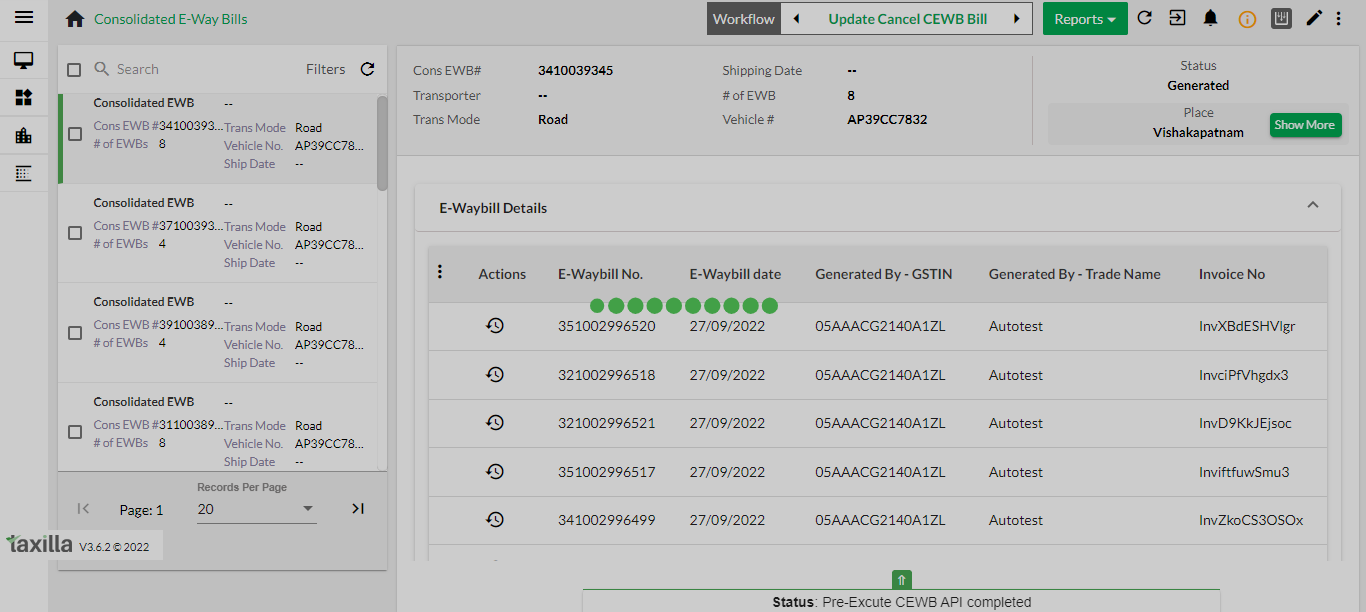 Consolidated E-Way Bills
Workflow Update Cancel CEWB Bill Reports
Search Filters
Consolidated EWB --
Cons EWB #34100393... Trans Mode Road
# of EWBs 8 Vehicle No. AP39CC78...
Ship Date --
Consolidated EWB --
Cons EWB #37100393... Trans Mode Road
# of EWBs 4 Vehicle No. AP39CC78...
Ship Date --
Consolidated EWB --
Cons EWB #39100389... Trans Mode Road
# of EWBs 4 Vehicle No. AP39CC78...
Ship Date --
Consolidated EWB --
Cons EWB #31100389... Trans Mode Road
# of EWBs 8 Vehicle No. AP39CC78...
Ship Date --
Records Per Page
Page: 1 20
taxilla V3.6.2 © 2022
Cons EWB# 3410039345 Shipping Date --
Transporter -- # of EWB 8
Trans Mode Road Vehicle # AP39CC7832
Status
Generated
Place
Vishakapatnam
Show More
E-Waybill Details
Actions E-Waybill No. E-Waybill date Generated By - GSTIN Generated By - Trade Name Invoice No
351002996520 27/09/2022 05AAACG2140A1ZL Autotest InvXBdESHVlgr
321002996518 27/09/2022 05AAACG2140A1ZL Autotest InvciPfVhgdx3
321002996521 27/09/2022 05AAACG2140A1ZL Autotest InvD9KkJEjsoc
351002996517 27/09/2022 05AAACG2140A1ZL Autotest InviftfuwSmu3
341002996499 27/09/2022 05AAACG2140A1ZL Autotest InvZkoCS3OSOx
Status: Pre-Excute CEWB API completed